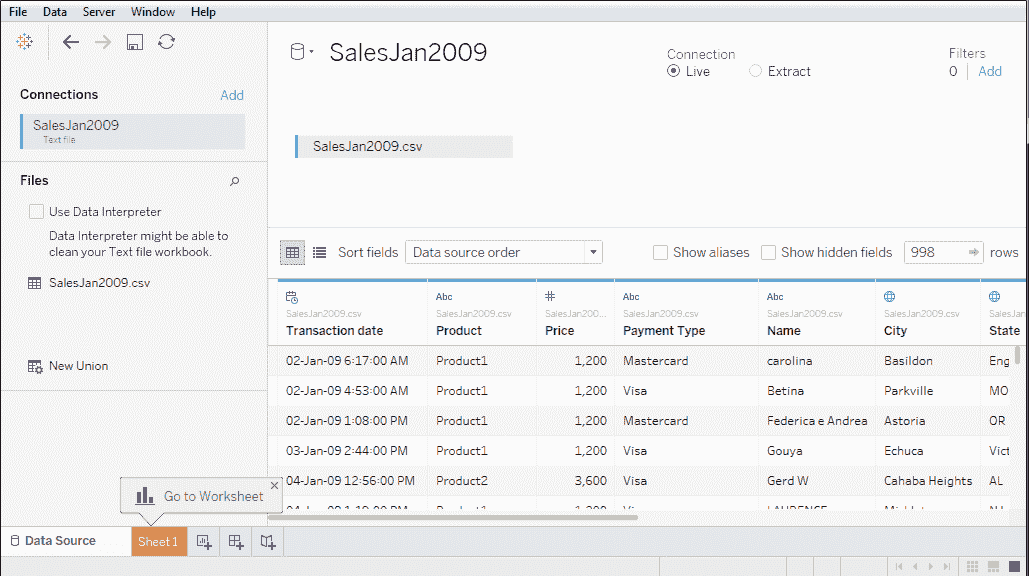 File Data Server Window Help
SalesJan2009
Connection
Live Extract
Filters
0 Add
Connections Add
SalesJan2009
Text file
SalesJan2009.csv
Files
Use Data Interpreter
Data Interpreter might be able to
clean your Text file workbook.
SalesJan2009.csv
New Union
Sort fields Data source order Show aliases Show hidden fields 998 rows
Abc # Abc Abc
SalesJan2009.csv SalesJan2009.csv SalesJan200... SalesJan2009.csv SalesJan2009.csv SalesJan2009.csv SalesJan
Transaction date Product Price Payment Type Name City State
02-Jan-09 6:17:00 AM Product1 1,200 Mastercard carolina Basildon Eng
02-Jan-09 4:53:00 AM Product1 1,200 Visa Betina Parkville MO
02-Jan-09 1:08:00 PM Product1 1,200 Mastercard Federica e Andrea Astoria OR
03-Jan-09 2:44:00 PM Product1 1,200 Visa Gouya Echuca Vict
04-Jan-09 12:56:00 PM Product2 3,600 Visa Gerd W Cahaba Heights AL
Go to Worksheet
Data Source Sheet 1